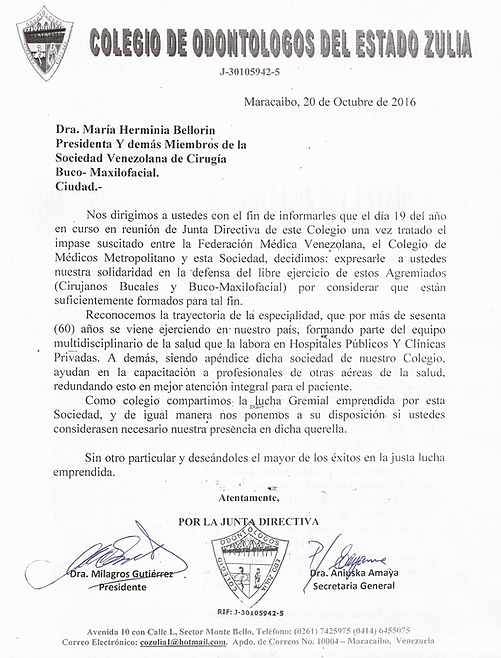 COLEGIO DE ODONTOLOGOS DEL ESTADO ZULIA
J-30105942-5
Maracaibo, 20 de Octubre de 2016
Dra. María Herminia Bellorin
Presidenta Y demás Miembros de la
Sociedad Venezolana de Cirugía
Buco- Maxilofacial.
Ciudad.-
Nos dirigimos a ustedes con el fin de informarles que el día 19 del año
en curso en reunión de Junta Directiva de este Colegio una vez tratado el
impase suscitado entre la Federación Médica Venezolana, el Colegio de
Médicos Metropolitano y esta Sociedad, decidimos: expresarle a ustedes
nuestra solidaridad en la defensa del libre ejercicio de estos Agremiados
(Cirujanos Bucales y Buco-Maxilofacial) por considerar que están
suficientemente formados para tal fin.
Reconocemos la trayectoria de la especialidad, que por más de sesenta
(60) años se viene ejerciendo en nuestro país, formando parte del equipo
multidisciplinario de la salud que la labora en Hospitales Públicos Y Clínicas
Privadas. A demás, siendo apéndice dicha sociedad de nuestro Colegio,
ayudan en la capacitación a profesionales de otras aéreas de la salud,
redundando esto en mejor atención integral para el paciente.
Como colegio compartimos la lucha Gremial emprendida por esta
Sociedad, y de igual manera nos ponemos a su disposición si ustedes
considerasen necesario nuestra presencia en dicha querella.
Sin otro particular y deseándoles el mayor de los éxitos en la justa lucha
emprendida.
Atentamente,
POR LA JUNTA DIRECTIVA
COLEGIO ODONTOLOGOS EDO ZULIA
Dra. Milagros Gutiérrez
Presidente
Dra. Aniuska Amaya
Secretaria General
RIF: J-30105942-5
Avenida 10 con Calle L, Sector Monte Bello, Teléfono: (0261) 7425975 (0414) 6455075
Correo Electrónico: cozulia1@hotmail.com. Apdo. de Correos No. 10004 – Maracaibo. Venezuela